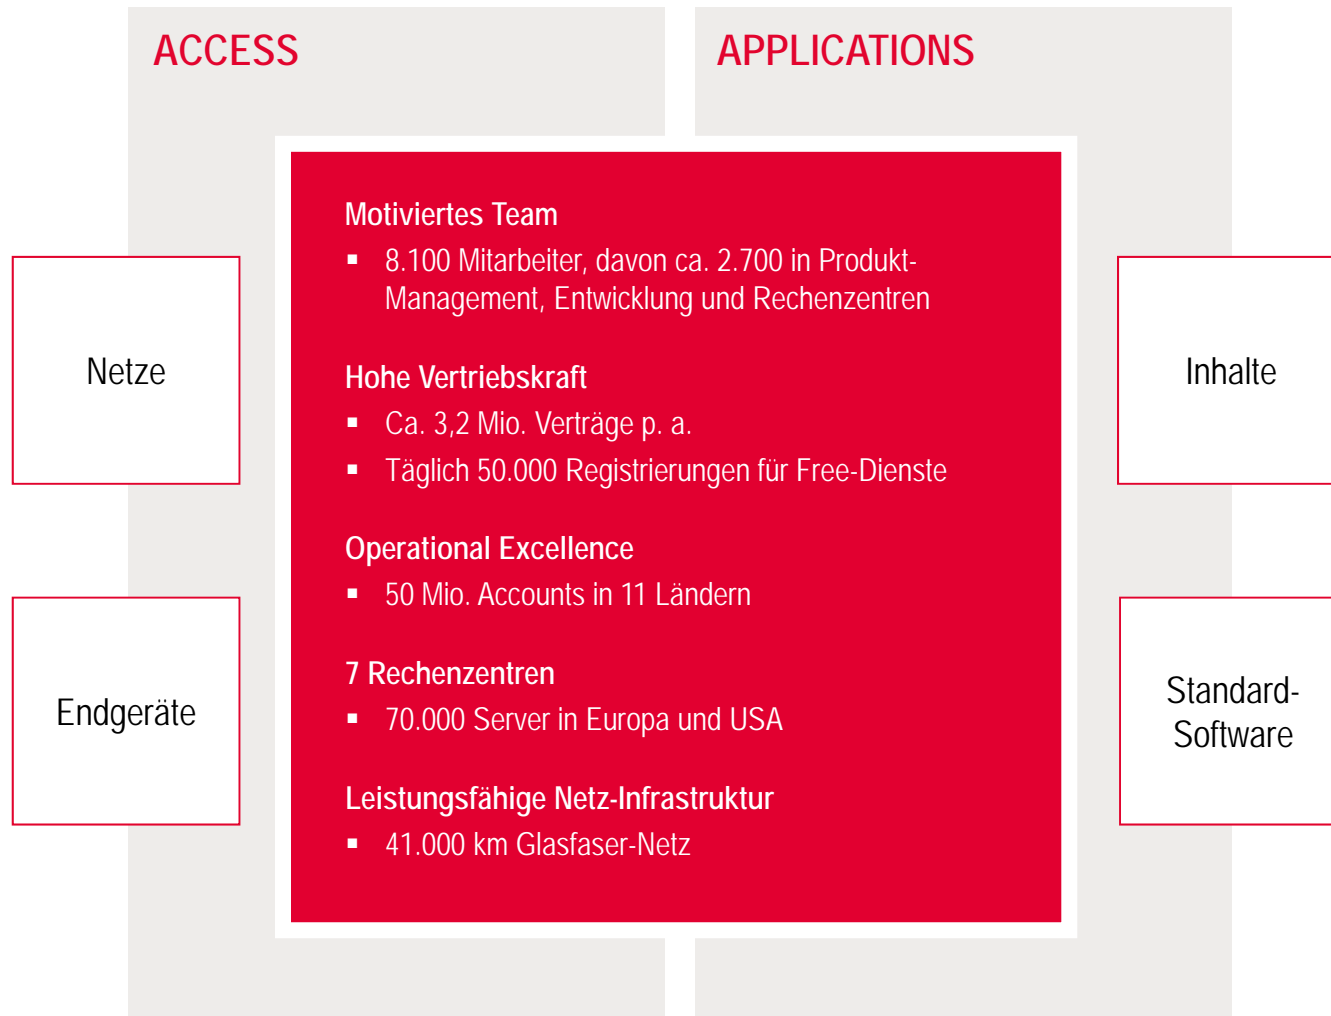 ACCESS
APPLICATIONS
Netze
Endgeräte
Motiviertes Team
▪ 8.100 Mitarbeiter, davon ca. 2.700 in Produkt-
Management, Entwicklung und Rechenzentren
Hohe Vertriebskraft
▪ Ca. 3,2 Mio. Verträge p. a.
▪ Täglich 50.000 Registrierungen für Free-Dienste
Operational Excellence
▪ 50 Mio. Accounts in 11 Ländern
7 Rechenzentren
▪ 70.000 Server in Europa und USA
Leistungsfähige Netz-Infrastruktur
▪ 41.000 km Glasfaser-Netz
Inhalte
Standard-
Software